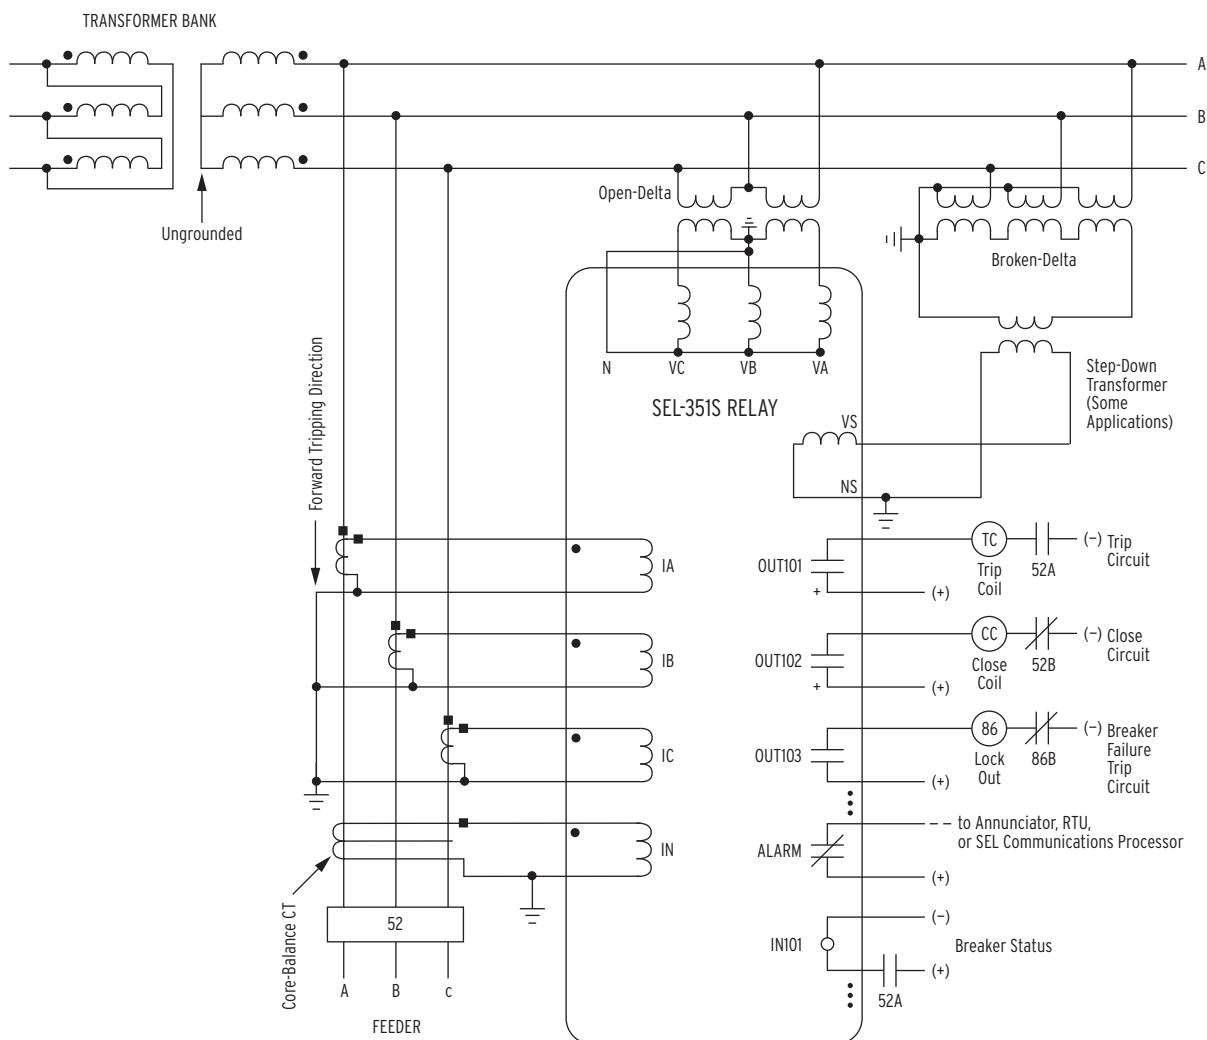 TRANSFORMER BANK
A
B
C
Ungrounded
Open-Delta
Broken-Delta
Forward Tripping Direction
N
VC
VB
VA
SEL-351S RELAY
Step-Down
Transformer
(Some
Applications)
VS
NS
IA
OUT101
+
TC
Trip
Coil
52A
(–) Trip
Circuit
(+)
IB
OUT102
+
CC
Close
Coil
52B
(–) Close
Circuit
(+)
IC
OUT103
86
Lock
Out
86B
(–) Breaker
Failure
Trip
Circuit
(+)
IN
ALARM
to Annunciator, RTU,
or SEL Communications Processor
(+)
Core-Balance CT
52
A
B
c
FEEDER
IN101
(–)
Breaker Status
(+)
52A